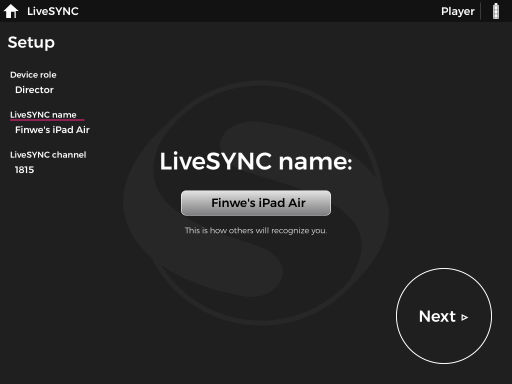 LiveSYNC
Player
Setup
Device role
Director
LiveSYNC name
Finwe's iPad Air
LiveSYNC channel
1815
LiveSYNC name:
Finwe's iPad Air
This is how others will recognize you.
Next